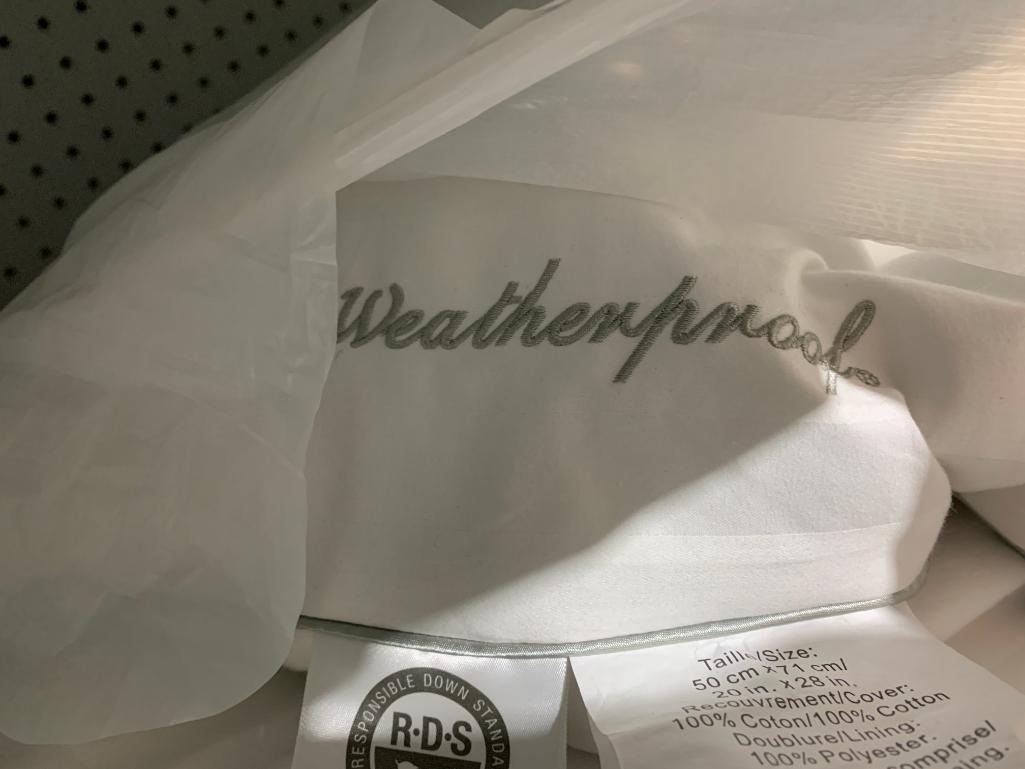 Weatherproof®
RESPONSIBLE DOWN
R·D·S
Taille/Size:
50 cm x 71 cm/
20 in. x 28 in.
Recouvrement/Cover:
100% Coton/100% Cotton
Doublure/Lining:
100% Polyester.